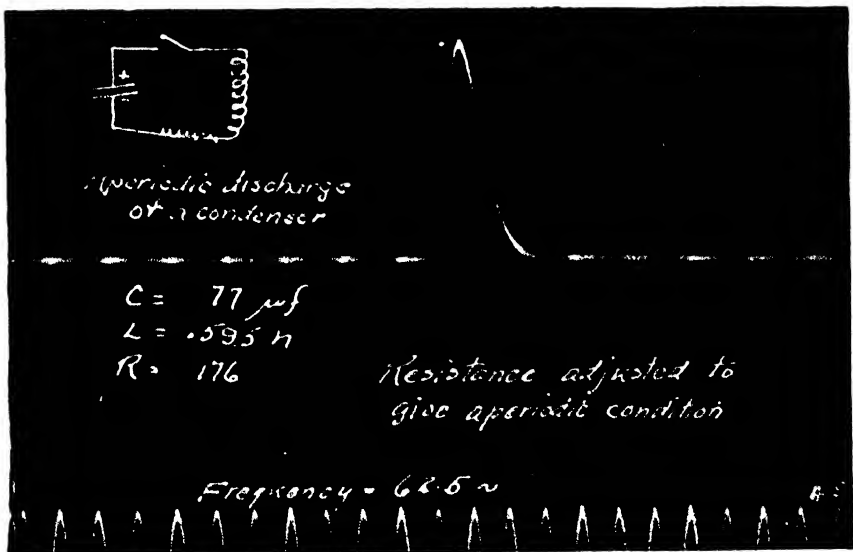 Aperiodic discharge
of a condenser
C = 77 μf
L = .595 h
R = 176
Resistance adjusted to
give aperiodic condition
Frequency = 62.5 ~